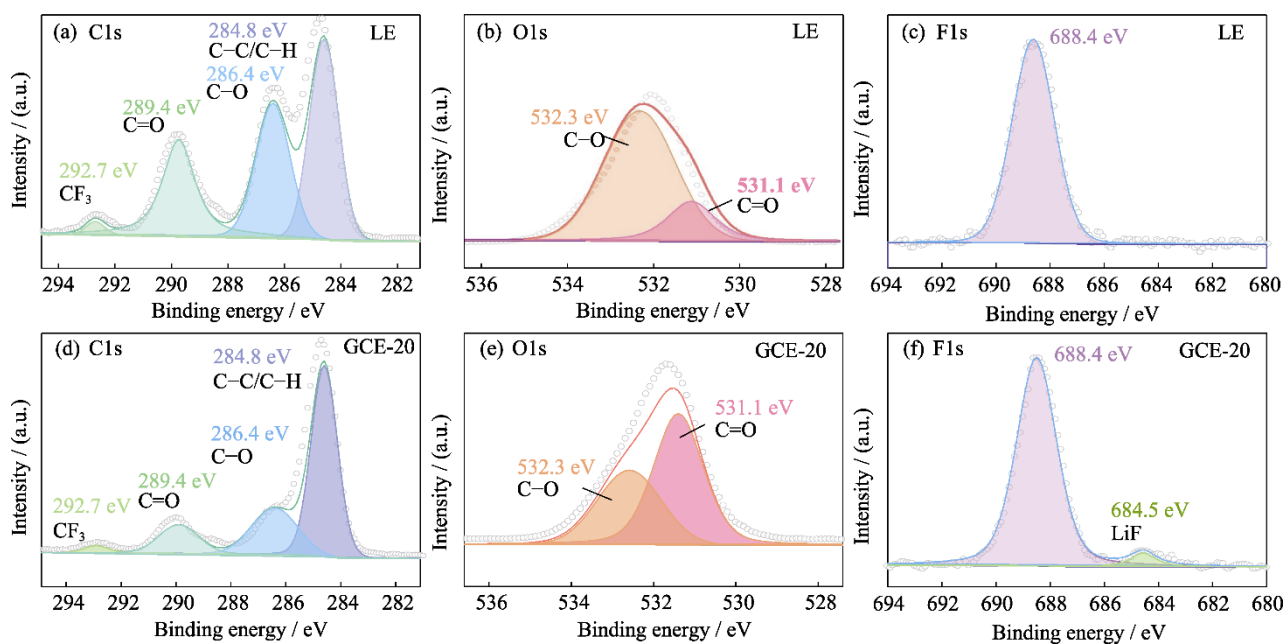 (a) C1s
284.8 eV
LE
C−C/C−H
286.4 eV
C−O
289.4 eV
C=O
292.7 eV
CF₃
Intensity / (a.u.)
294 292 290 288 286 284 282
Binding energy / eV
(b) O1s
LE
532.3 eV
C−O
531.1 eV
C=O
Intensity / (a.u.)
536 534 532 530 528
Binding energy / eV
(c) F1s
LE
688.4 eV
Intensity / (a.u.)
694 692 690 688 686 684 682 680
Binding energy / eV
(d) C1s
GCE-20
284.8 eV
C−C/C−H
286.4 eV
C−O
289.4 eV
C=O
292.7 eV
CF₃
Intensity / (a.u.)
294 292 290 288 286 284 282
Binding energy / eV
(e) O1s
GCE-20
531.1 eV
C=O
532.3 eV
C−O
Intensity / (a.u.)
536 534 532 530 528
Binding energy / eV
(f) F1s
GCE-20
688.4 eV
684.5 eV
LiF
Intensity / (a.u.)
694 692 690 688 686 684 682 680
Binding energy / eV